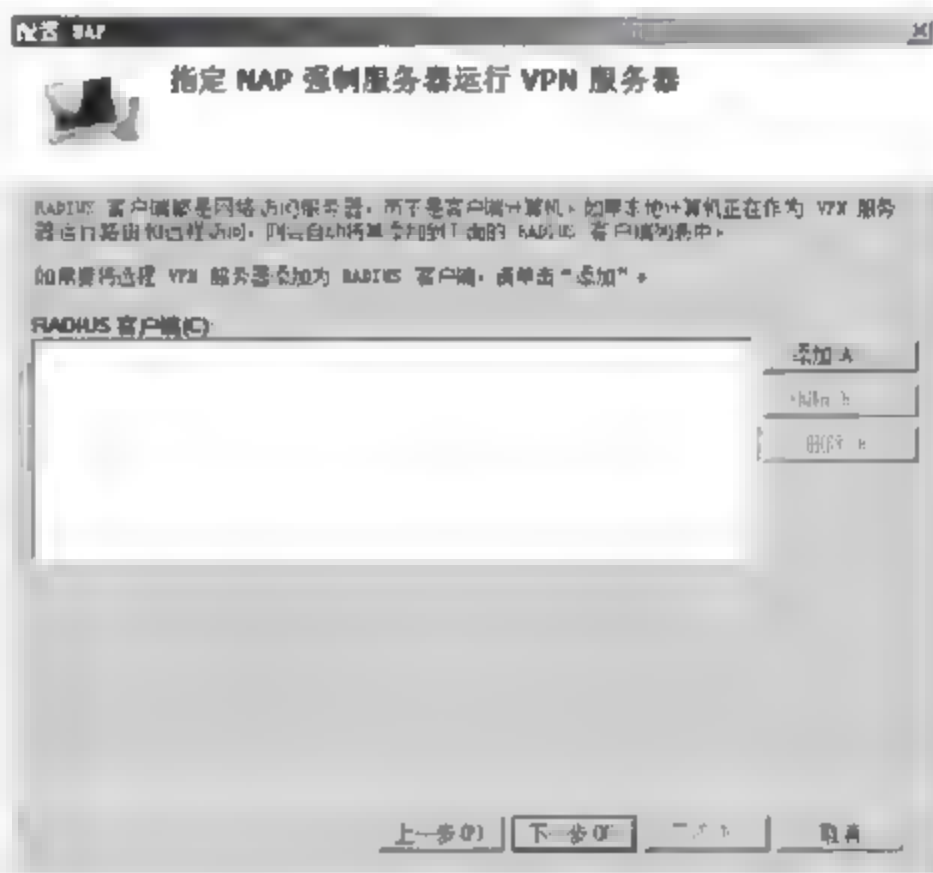 配置 NAP
指定 NAP 强制服务器运行 VPN 服务器
RADIUS 客户端都是网络访问服务器，而不是客户端计算机。如果本地计算机正在作为 VPN 服务
器运行路由和远程访问，则会自动将其添加到下面的 RADIUS 客户端列表中。
如果要将远程 VPN 服务器添加为 RADIUS 客户端，请单击“添加”。
RADIUS 客户端(C)
添加 A
删除 R
上一步(P)
下一步(N)
取消